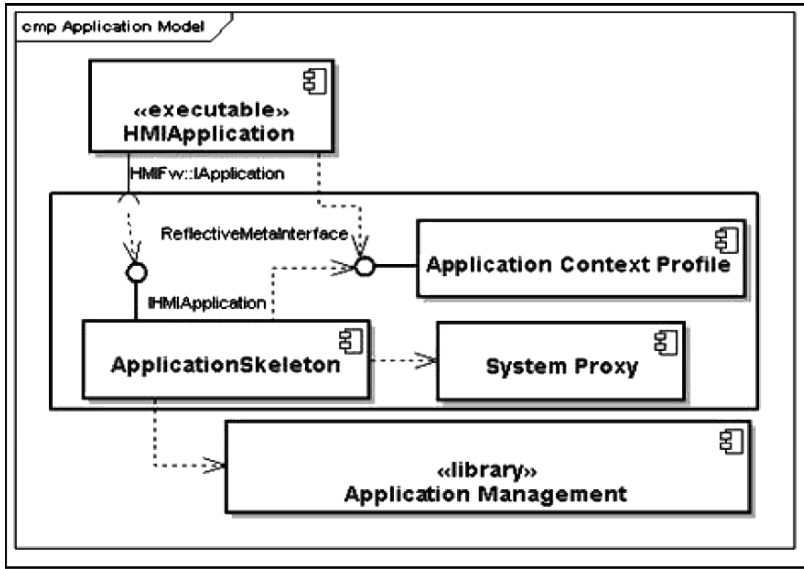 cmp Application Model
«executable»
HMIApplication
HMIFw::IApplication
ReflectiveMetaInterface
Application Context Profile
IHMIApplication
ApplicationSkeleton
System Proxy
«library»
Application Management